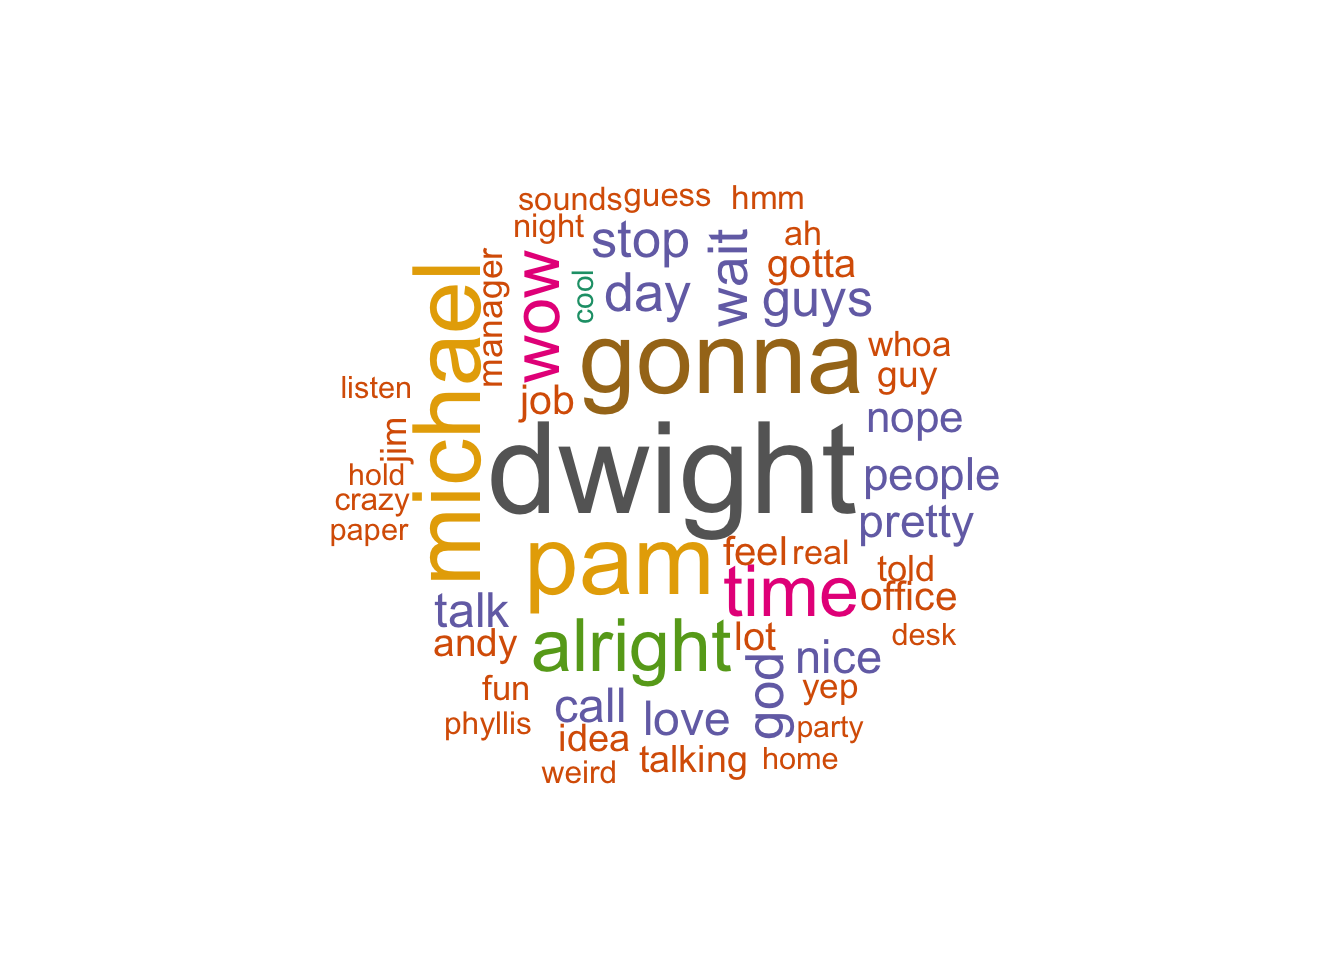 sounds
guess
hmm
night
stop
wait
ah
michael
manager
wow
cool
day
gotta
guys
gonna
whoa
guy
listen
job
jim
dwight
nope
hold
people
crazy
paper
pretty
pam
feel
real
told
time
office
talk
alright
lot
desk
andy
god
nice
fun
yep
call
love
phyllis
party
idea
talking
home
weird